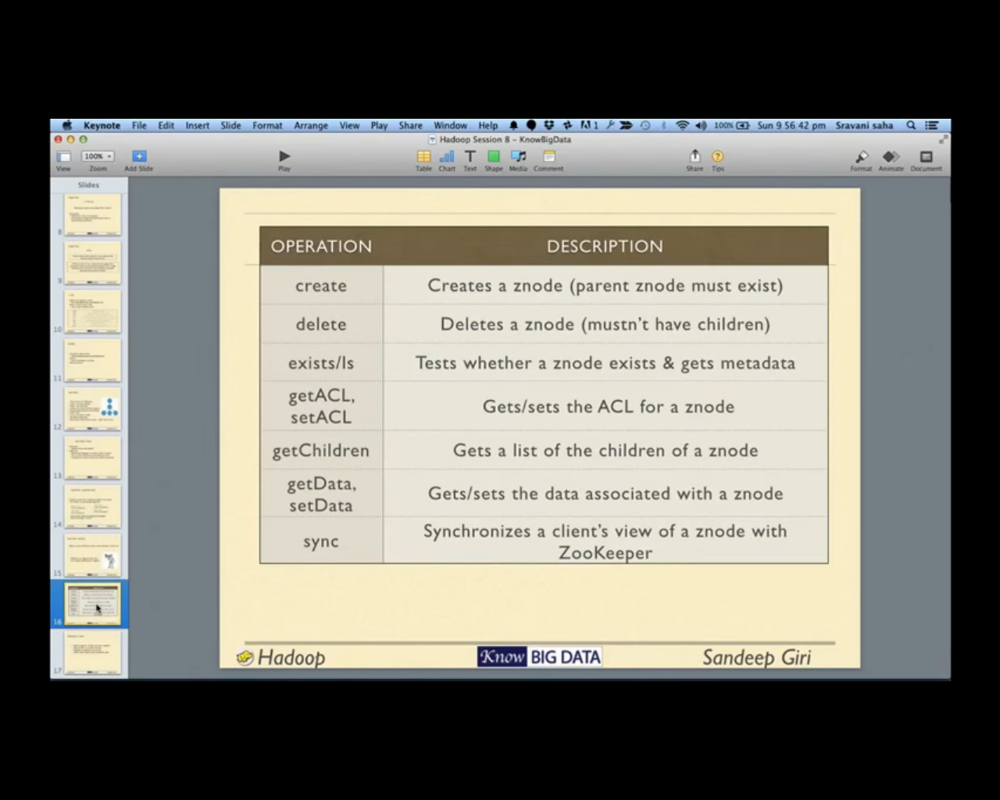 Keynote File Edit Insert Slide Format Arrange View Play Share Window Help 1 100% Sun 9.56.42 pm Sravani saha
Hadoop Session 8 – KnowBigData
100%
View Zoom Add Slide Play Table Chart Text Shape Media Comment Share Tips Format Animate Document
Slides
8
9
10
11
12
13
14
15
16
17
OPERATION DESCRIPTION
create Creates a znode (parent znode must exist)
delete Deletes a znode (mustn't have children)
exists/ls Tests whether a znode exists & gets metadata
getACL,
setACL
Gets/sets the ACL for a znode
getChildren Gets a list of the children of a znode
getData,
setData
Gets/sets the data associated with a znode
sync
Synchronizes a client's view of a znode with
ZooKeeper
Hadoop Know BIG DATA Sandeep Giri